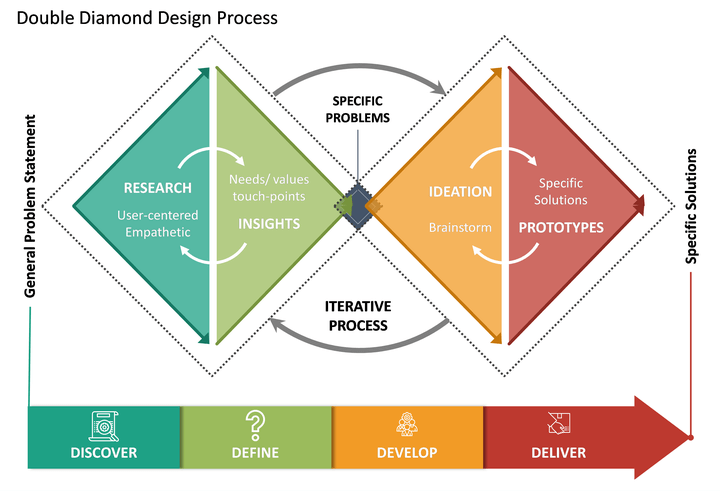 Double Diamond Design Process
General Problem Statement
RESEARCH
User-centered
Empathetic
Needs/ values
touch-points
INSIGHTS
SPECIFIC
PROBLEMS
ITERATIVE
PROCESS
IDEATION
Brainstorm
Specific
Solutions
PROTOTYPES
Specific Solutions
?
DISCOVER
DEFINE
DEVELOP
DELIVER